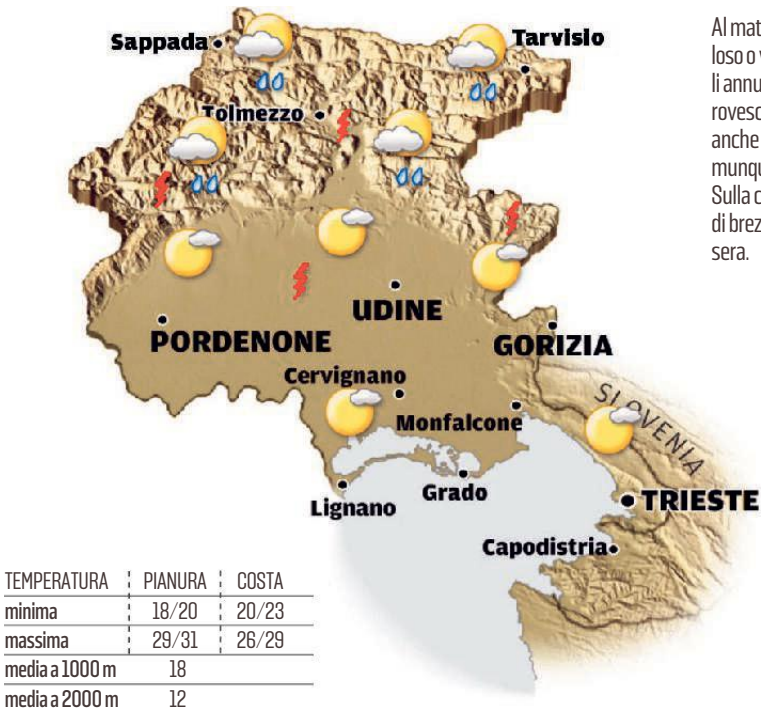 Sappada
Tarvisio
Tolmezzo
UDINE
PORDENONE
GORIZIA
Cervignano
Monfalcone
SLOVENIA
Lignano
Grado
TRIESTE
Capodistria
Al mat
loso o v
li annu
rovesc
anche
munqu
Sulla c
di brez
sera.
TEMPERATURA PIANURA COSTA
minima 18/20 20/23
massima 29/31 26/29
media a 1000 m 18
media a 2000 m 12